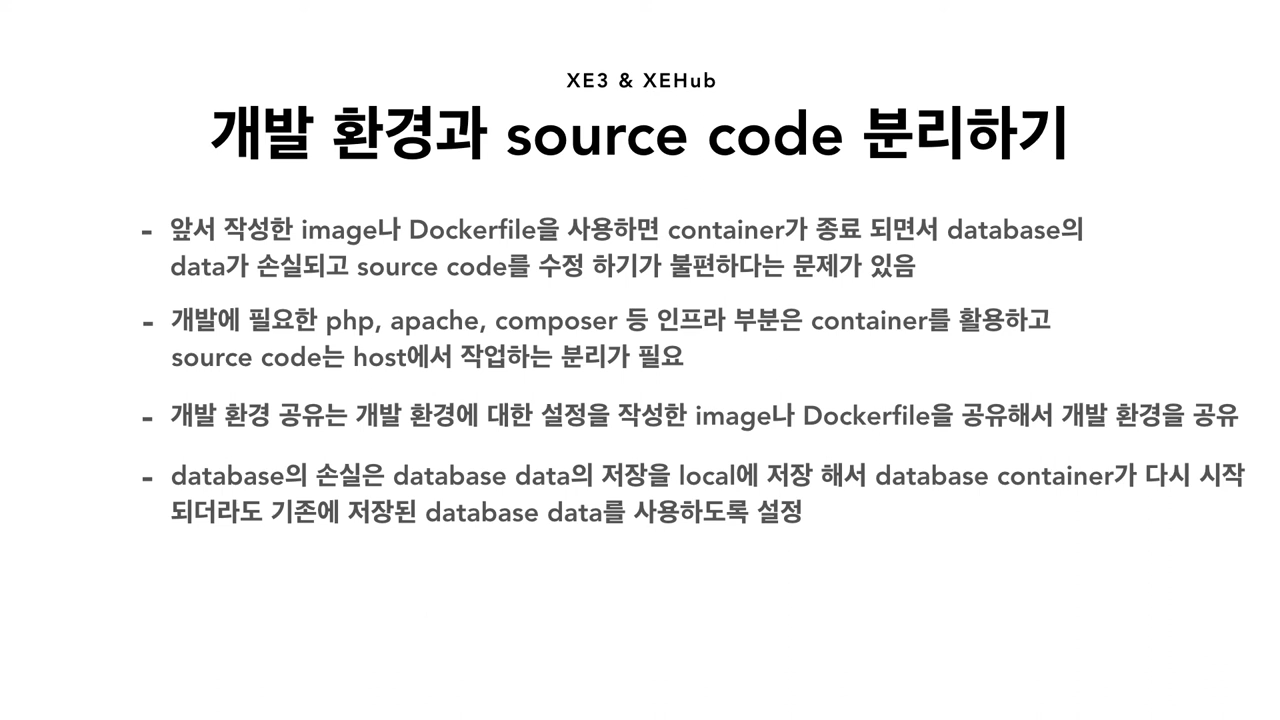 XE3 & XEHub
개발 환경과 source code 분리하기
- 앞서 작성한 image나 Dockerfile을 사용하면 container가 종료 되면서 database의
data가 손실되고 source code를 수정 하기가 불편하다는 문제가 있음
- 개발에 필요한 php, apache, composer 등 인프라 부분은 container를 활용하고
source code는 host에서 작업하는 분리가 필요
- 개발 환경 공유는 개발 환경에 대한 설정을 작성한 image나 Dockerfile을 공유해서 개발 환경을 공유
- database의 손실은 database data의 저장을 local에 저장 해서 database container가 다시 시작
되더라도 기존에 저장된 database data를 사용하도록 설정